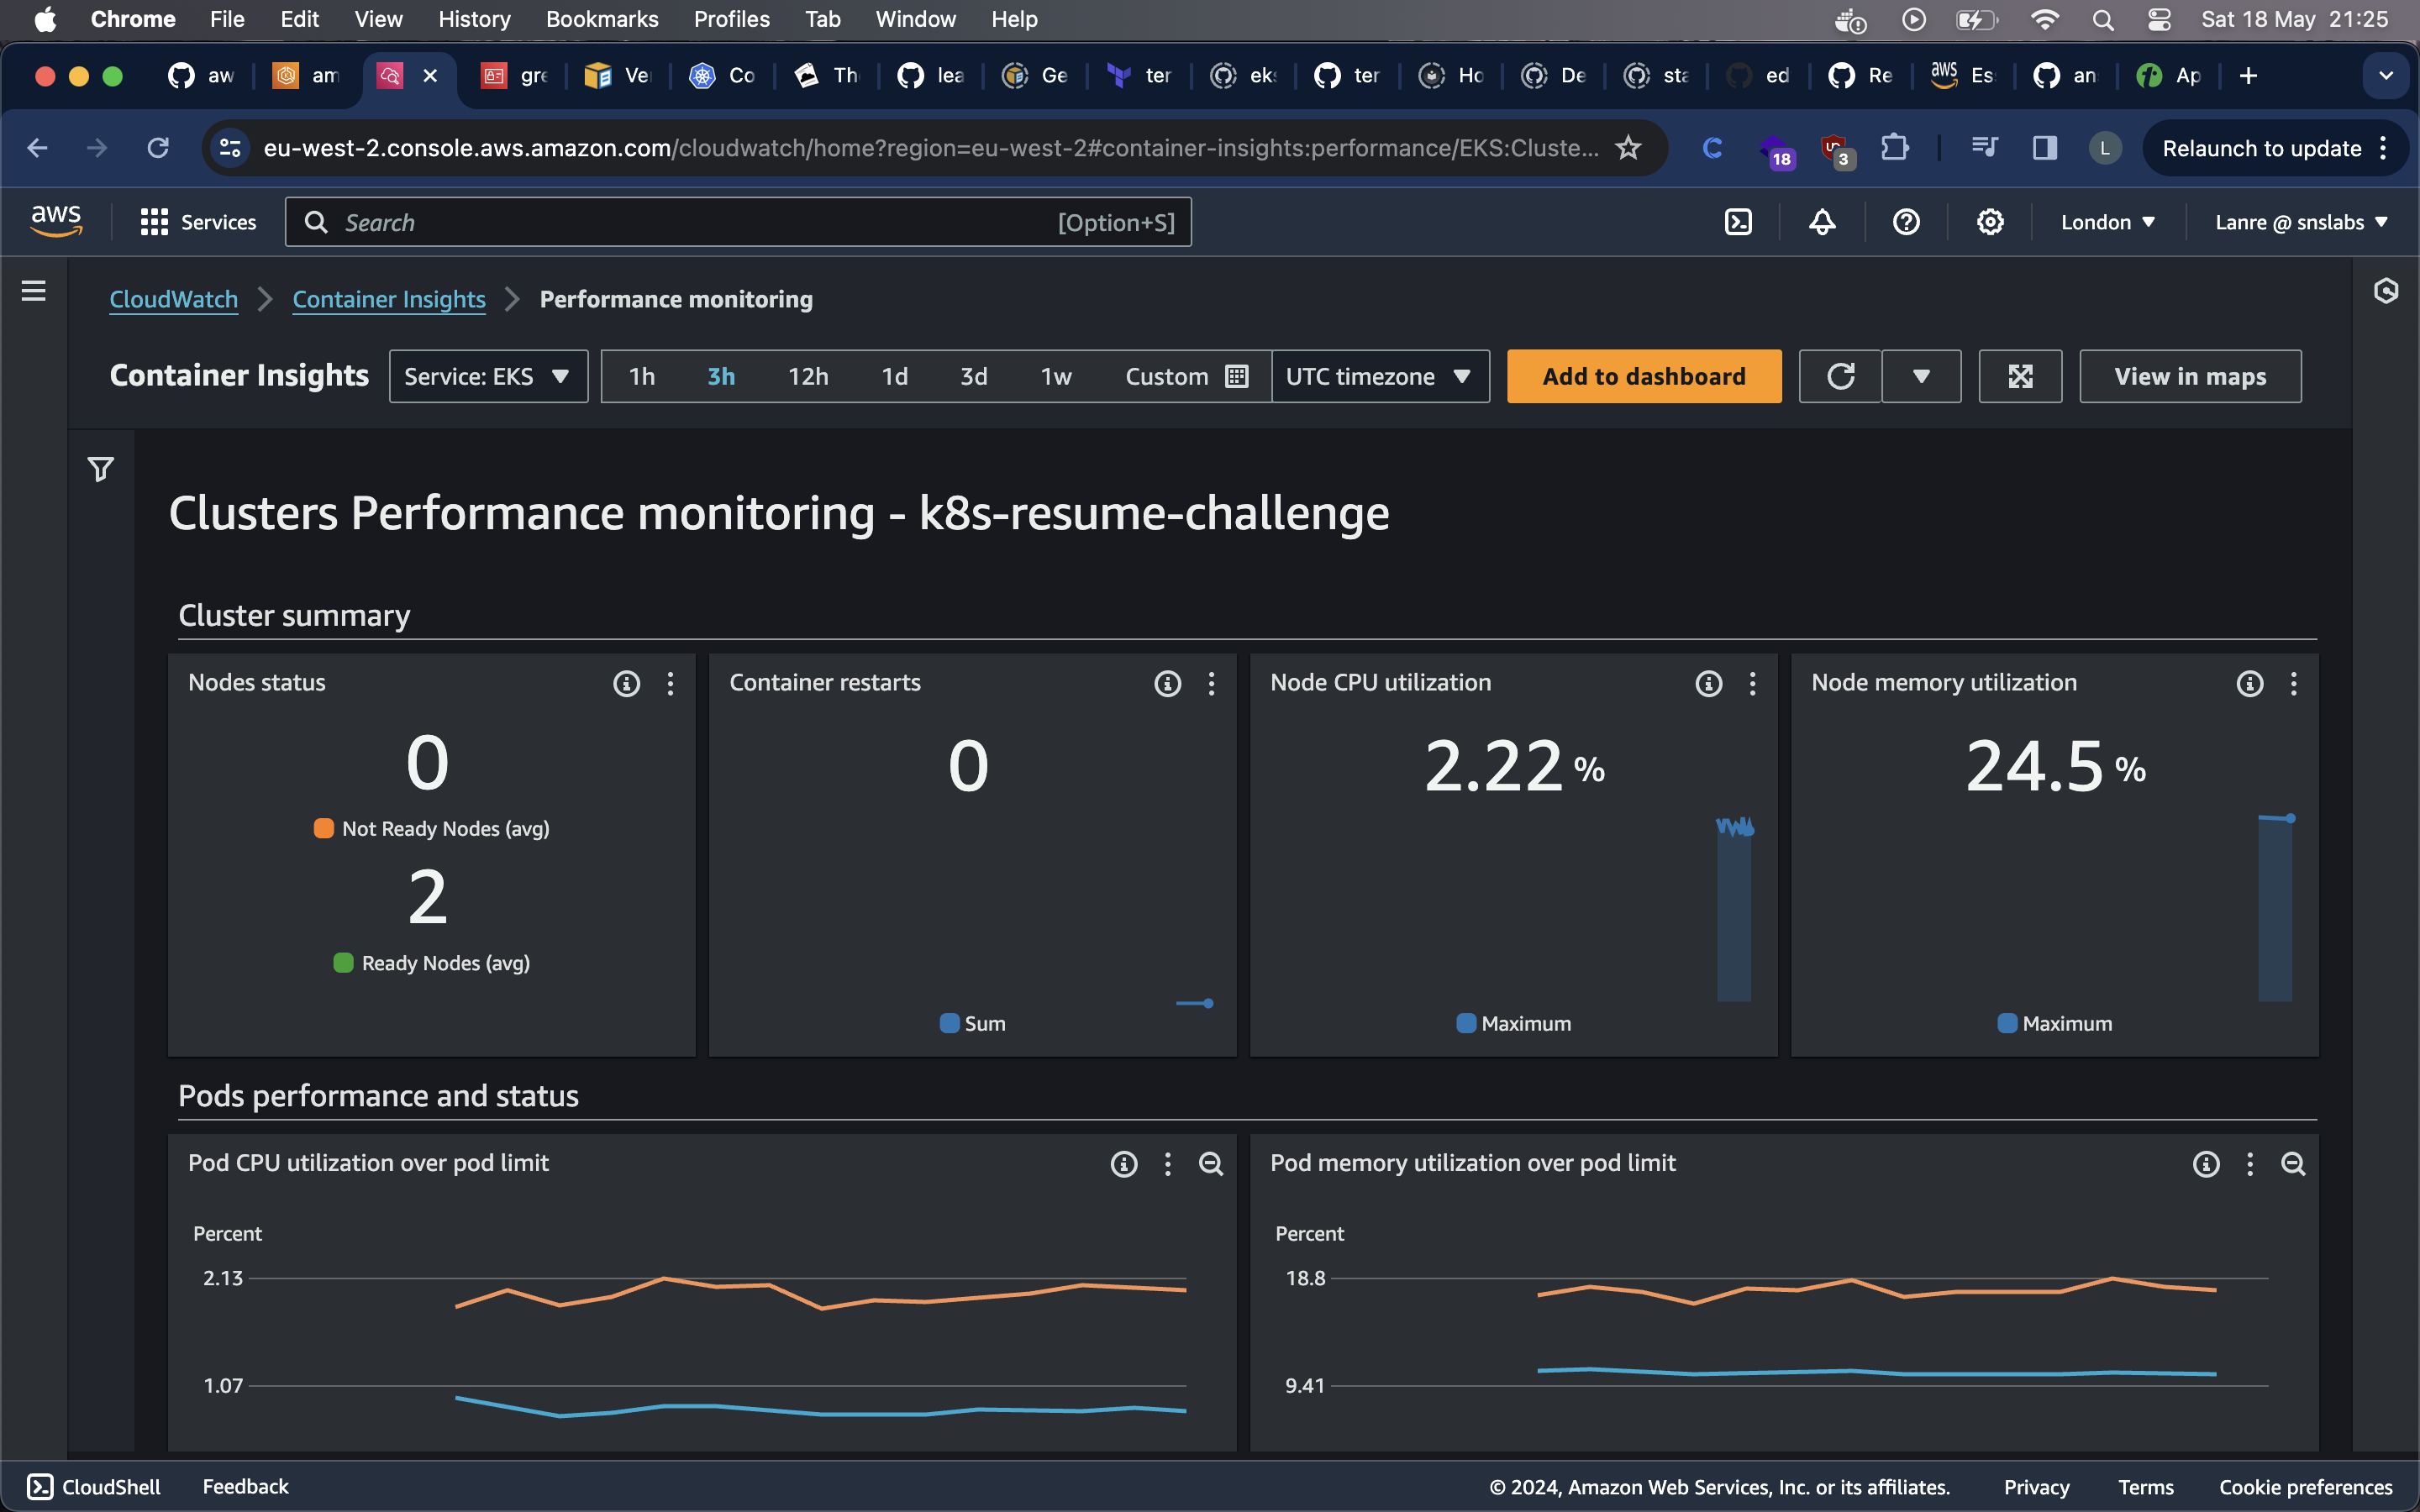 Chrome File Edit View History Bookmarks Profiles Tab Window Help Sat 18 May 21:25
aw am gre Ve Co Th lea Ge ter eks ter Ho De sta ed Re Es an Ap
eu-west-2.console.aws.amazon.com/cloudwatch/home?region=eu-west-2#container-insights:performance/EKS:Cluste... 18 3 L Relaunch to update
aws Services Search [Option+S] London Lanre @ snslabs
CloudWatch Container Insights Performance monitoring
Container Insights Service: EKS 1h 3h 12h 1d 3d 1w Custom UTC timezone Add to dashboard View in maps
Clusters Performance monitoring - k8s-resume-challenge
Cluster summary
Nodes status
0
Not Ready Nodes (avg)
2
Ready Nodes (avg)
Container restarts
0
Sum
Node CPU utilization
2.22 %
Maximum
Node memory utilization
24.5 %
Maximum
Pods performance and status
Pod CPU utilization over pod limit
Percent
2.13
1.07
Pod memory utilization over pod limit
Percent
18.8
9.41
CloudShell Feedback © 2024, Amazon Web Services, Inc. or its affiliates. Privacy Terms Cookie preferences